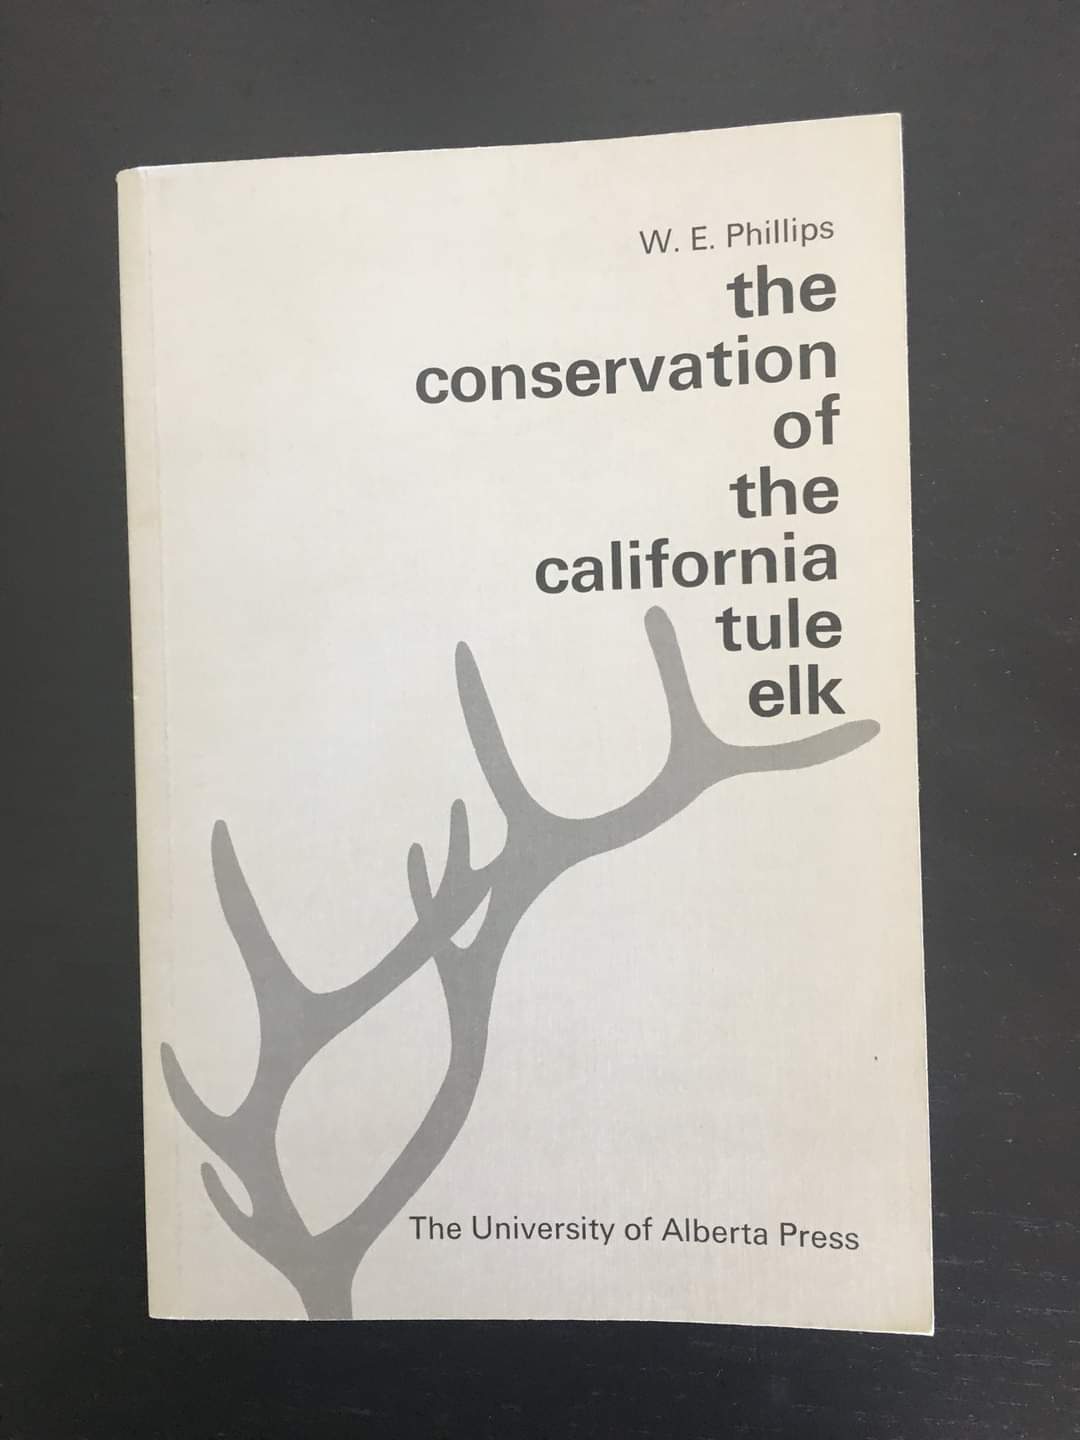 W. E. Phillips
the
conservation
of
the
california
tule
elk
The University of Alberta Press